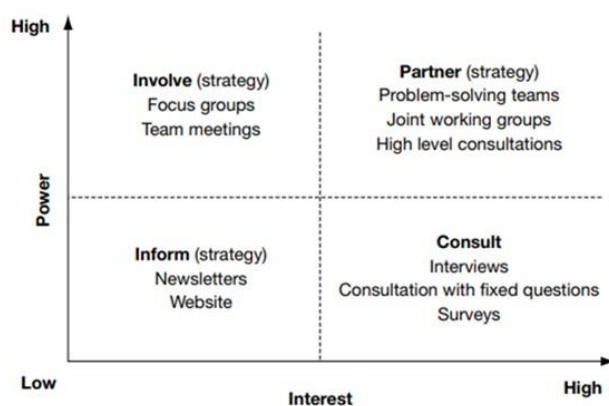 High
Involve (strategy)
Focus groups
Team meetings
Partner (strategy)
Problem-solving teams
Joint working groups
High level consultations
Power
Inform (strategy)
Newsletters
Website
Consult
Interviews
Consultation with fixed questions
Surveys
Low
Interest
High